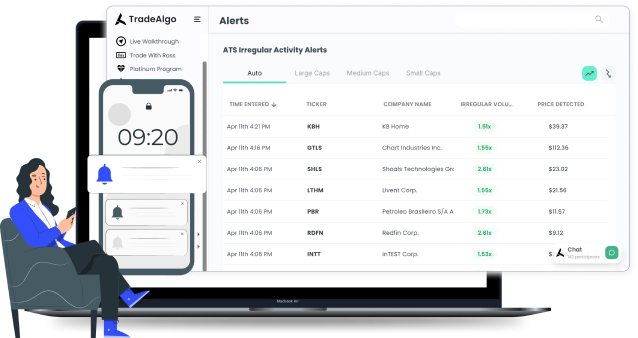 TradeAlgo
Alerts
Live Walkthrough
Trade With Ross
Platinum Program
ATS Irregular Activity Alerts
Auto Large Caps Medium Caps Small Caps
TIME ENTERED TICKER COMPANY NAME IRREGULAR VOLU... PRICE DETECTED
Apr 11th 4:21 PM KBH KB Home 1.51x $39.37
Apr 11th 4:16 PM GTLS Chart Industries Inc. 1.55x $112.36
Apr 11th 4:06 PM SHLS Shoals Technologies Gr 2.61x $23.02
Apr 11th 4:06 PM LTHM Livent Corp. 1.55x $21.56
Apr 11th 4:06 PM PBR Petroleo Brasileiro S/A A 1.73x $11.57
Apr 11th 4:06 PM RDFN Redfin Corp. 2.61x $9.12
Apr 11th 4:06 PM INTT inTEST Corp. 1.53x $
Chat
participants
09:20
Macbook Air